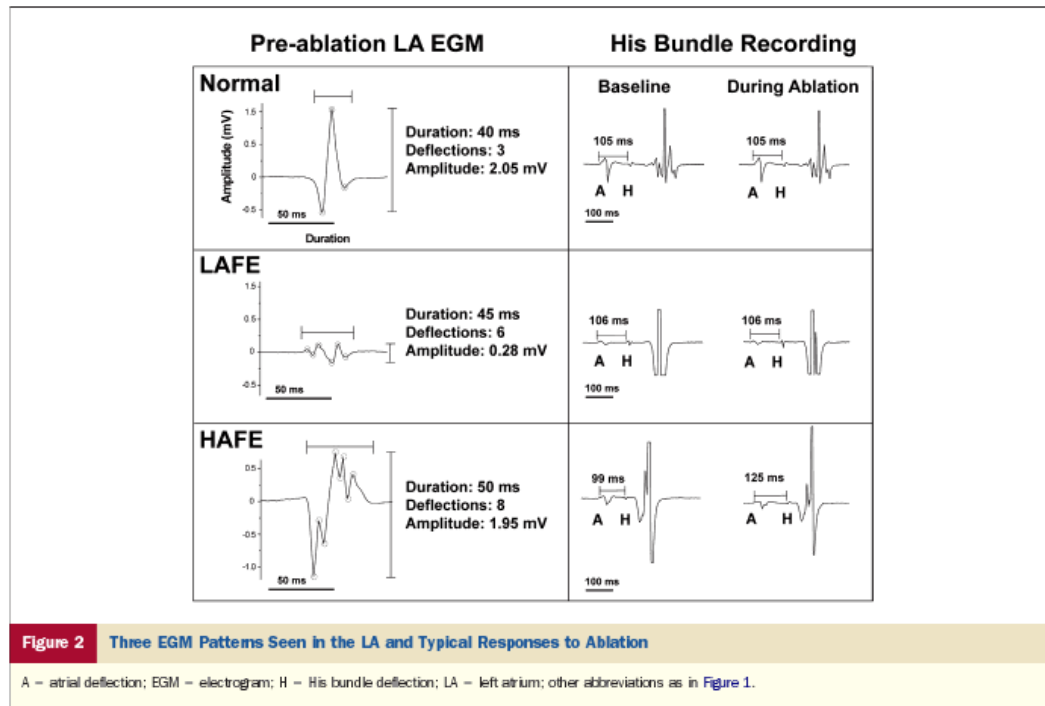 Pre-ablation LA EGM
His Bundle Recording
Normal
Amplitude (mV)
1.5
0
-0.5
50 ms
Duration
Duration: 40 ms
Deflections: 3
Amplitude: 2.05 mV
Baseline
During Ablation
105 ms
105 ms
A H
A H
100 ms
100 ms
LAFE
1.5
0.5
0
-0.5
50 ms
Duration: 45 ms
Deflections: 6
Amplitude: 0.28 mV
106 ms
106 ms
A H
A H
100 ms
HAFE
0.5
0
-0.5
-1.0
50 ms
Duration: 50 ms
Deflections: 8
Amplitude: 1.95 mV
99 ms
125 ms
A H
A H
100 ms
100 ms
Figure 2 Three EGM Patterns Seen in the LA and Typical Responses to Ablation
A = atrial deflection; EGM = electrogram; H = His bundle deflection; LA = left atrium; other abbreviations as in Figure 1.